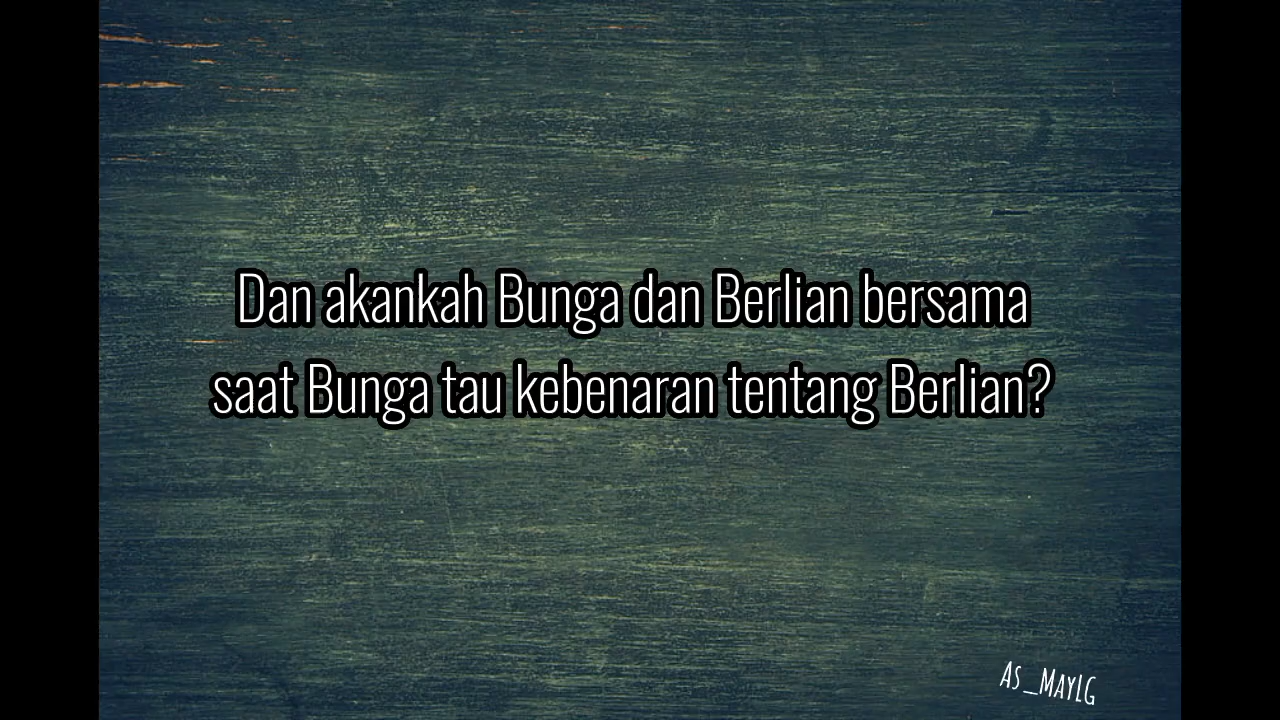 Dan akankah Bunga dan Berlian bersama
saat Bunga tau kebenaran tentang Berlian?
As_MayLG